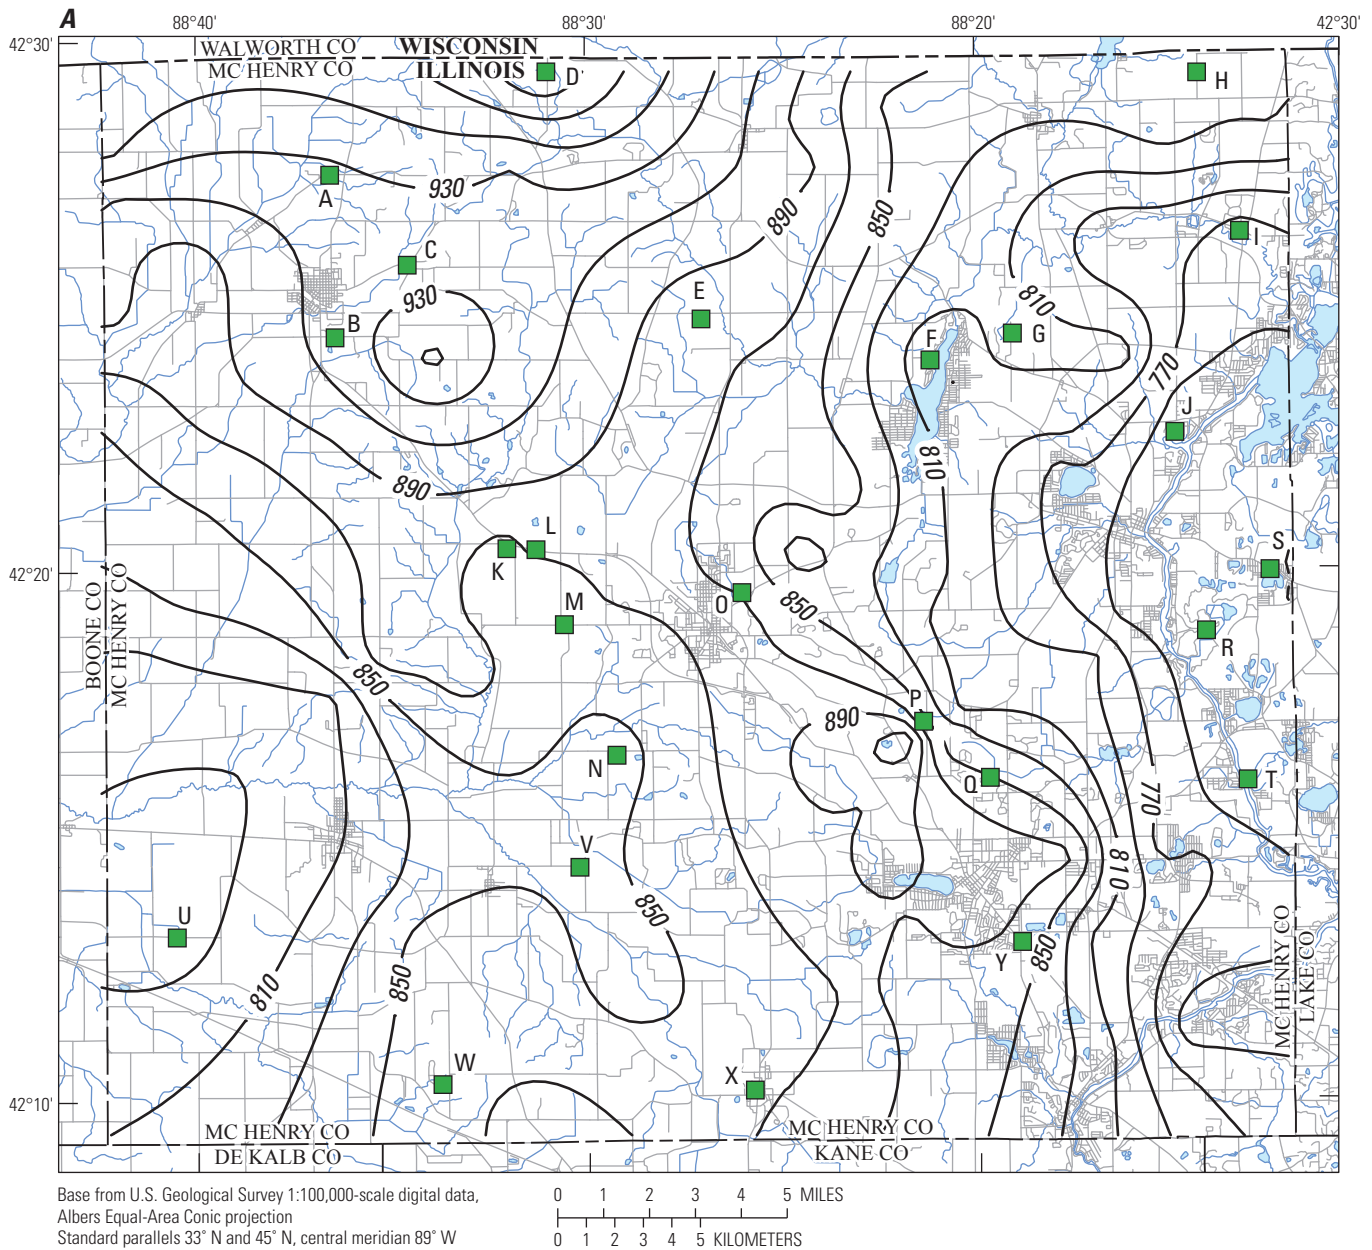 A
88°40'
88°30'
88°20'
42°30'
42°30'
WALWORTH CO
WISCONSIN
MC HENRY CO
ILLINOIS
D
H
A
930
890
850
I
C
930
E
810
B
F
G
770
J
890
810
L
K
S
42°20'
M
O
850
R
BOONE CO
MC HENRY CO
850
P
890
N
Q
T
770
V
810
U
850
Y
850
MC HENRY CO
LAKE CO
810
850
W
X
42°10'
MC HENRY CO
DE KALB CO
MC HENRY CO
KANE CO
Base from U.S. Geological Survey 1:100,000-scale digital data,
Albers Equal-Area Conic projection
Standard parallels 33° N and 45° N, central meridian 89° W
0 1 2 3 4 5 MILES
0 1 2 3 4 5 KILOMETERS